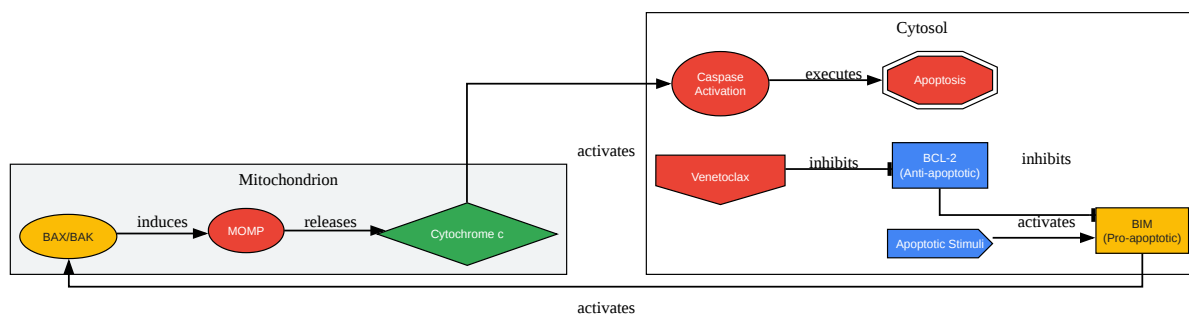 Cytosol
Caspase
Activation
executes
Apoptosis
activates
Venetoclax
inhibits
BCL-2
(Anti-apoptotic)
inhibits
Mitochondrion
BAX/BAK
induces
MOMP
releases
Cytochrome c
Apoptotic Stimuli
activates
BIM
(Pro-apoptotic)
activates